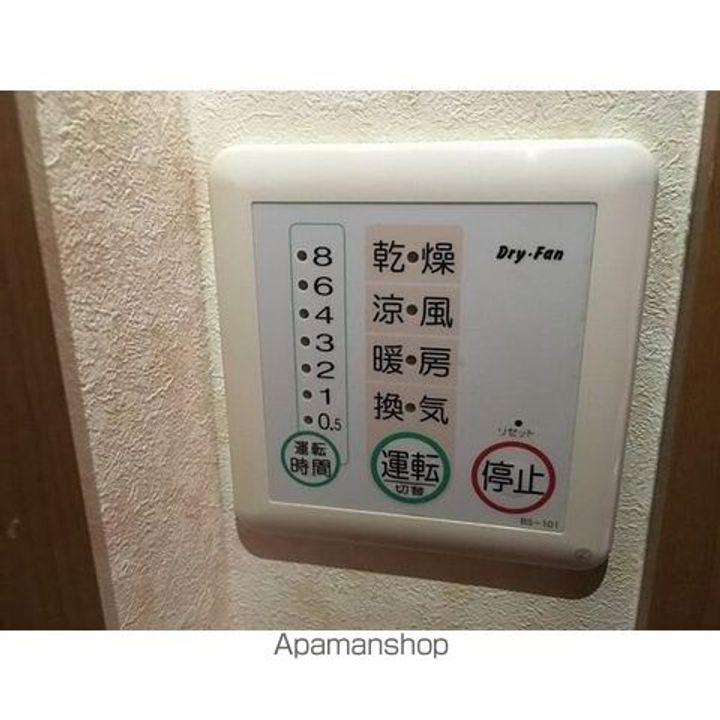 Dry・Fan
8
6
4
3
2
1
0.5
運転
時間
乾・燥
涼・風
暖・房
換・気
運転
切替
リセット
停止
BS-101
Apamanshop